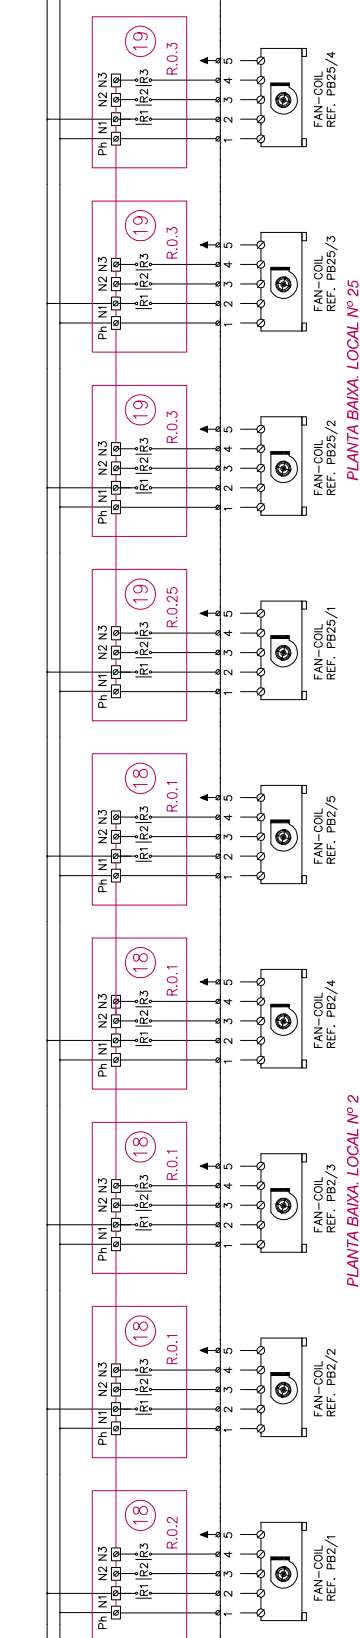 Ph N1 N2 N3
R1 R2 R3
18
R.0.2
1 2 3 4 5
FAN-COIL
REF. PB2/1
Ph N1 N2 N3
R1 R2 R3
18
R.0.1
1 2 3 4 5
FAN-COIL
REF. PB2/2
Ph N1 N2 N3
R1 R2 R3
18
R.0.1
1 2 3 4 5
FAN-COIL
REF. PB2/3
Ph N1 N2 N3
R1 R2 R3
18
R.0.1
1 2 3 4 5
FAN-COIL
REF. PB2/4
Ph N1 N2 N3
R1 R2 R3
18
R.0.1
1 2 3 4 5
FAN-COIL
REF. PB2/5
PLANTA BAIXA. LOCAL Nº 2
Ph N1 N2 N3
R1 R2 R3
19
R.0.25
1 2 3 4 5
FAN-COIL
REF. PB25/1
Ph N1 N2 N3
R1 R2 R3
19
R.0.3
1 2 3 4 5
FAN-COIL
REF. PB25/2
Ph N1 N2 N3
R1 R2 R3
19
R.0.3
1 2 3 4 5
FAN-COIL
REF. PB25/3
Ph N1 N2 N3
R1 R2 R3
19
R.0.3
1 2 3 4 5
FAN-COIL
REF. PB25/4
PLANTA BAIXA. LOCAL Nº 25